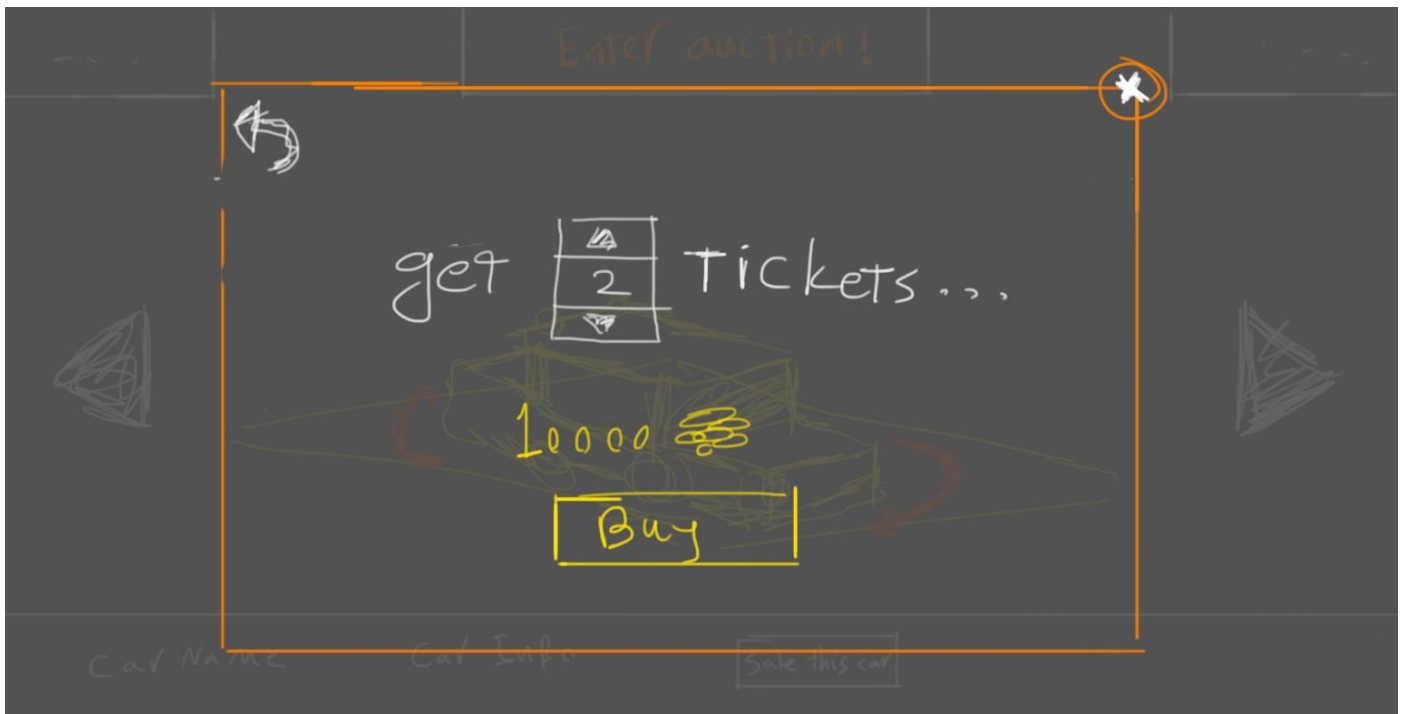 Enter auction!
get 2 Tickets...
10000
Buy
Car Name
Car Info
Sale this car